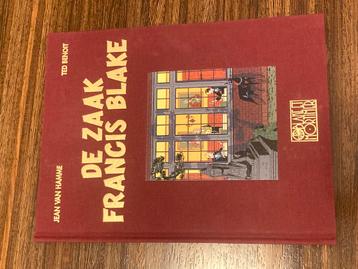 JEAN VAN HAMME
TED BENOIT
DE ZAAK
FRANCIS BLAKE